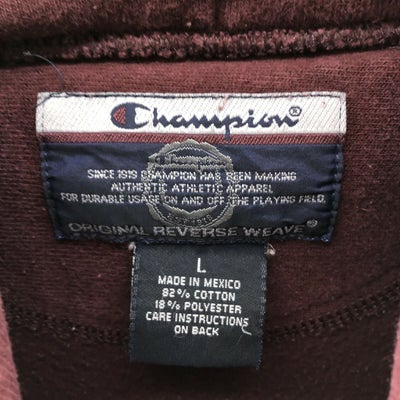 Champion®
SINCE 1919 CHAMPION HAS BEEN MAKING
AUTHENTIC ATHLETIC APPAREL
FOR DURABLE USAGE ON AND OFF THE PLAYING FIELD.
ORIGINAL REVERSE WEAVE®
L
MADE IN MEXICO
82% COTTON
18% POLYESTER
CARE INSTRUCTIONS
ON BACK